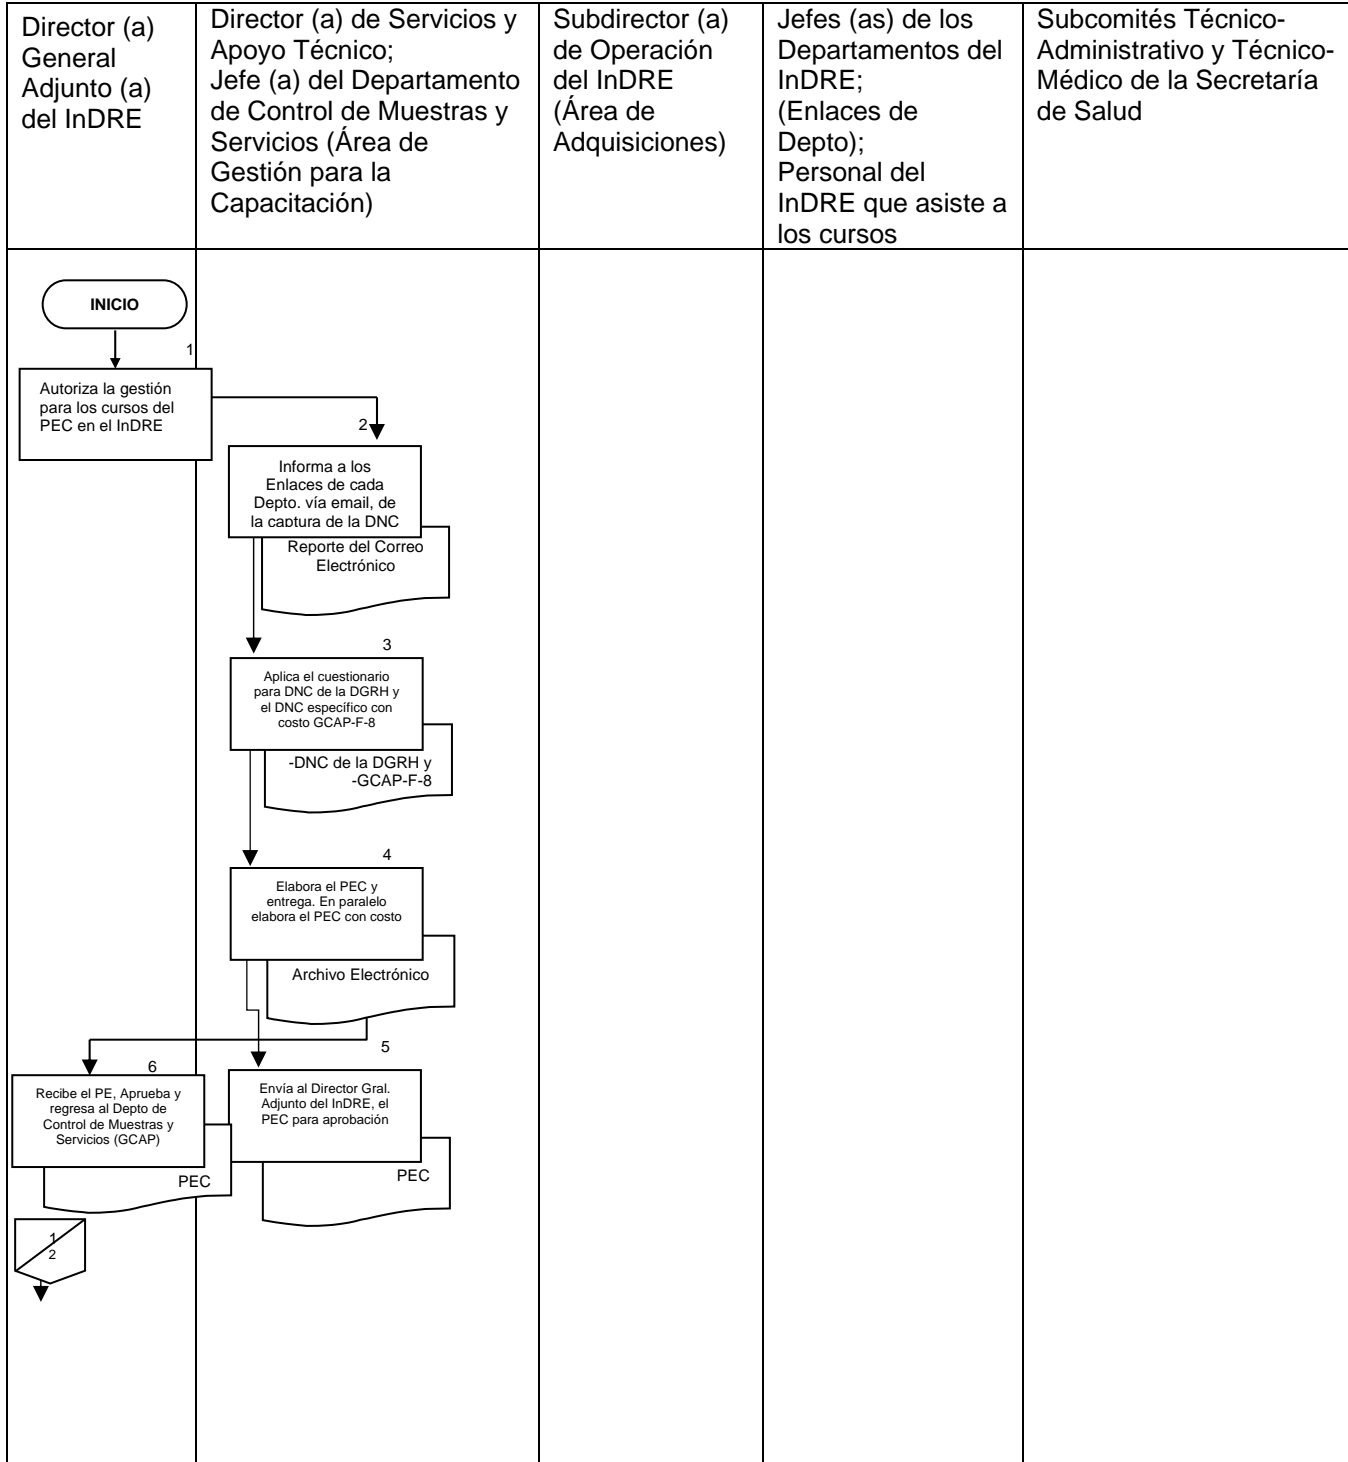 Director (a)
General
Adjunto (a)
del InDRE
Director (a) de Servicios y
Apoyo Técnico;
Jefe (a) del Departamento
de Control de Muestras y
Servicios (Área de
Gestión para la
Capacitación)
Subdirector (a)
de Operación
del InDRE
(Área de
Adquisiciones)
Jefes (as) de los
Departamentos del
InDRE;
(Enlaces de
Depto);
Personal del
InDRE que asiste a
los cursos
Subcomités Técnico-
Administrativo y Técnico-
Médico de la Secretaría
de Salud
INICIO
1
Autoriza la gestión
para los cursos del
PEC en el InDRE
2
Informa a los
Enlaces de cada
Depto. vía email, de
la captura de la DNC
Reporte del Correo
Electrónico
3
Aplica el cuestionario
para DNC de la DGRH y
el DNC específico con
costo GCAP-F-8
-DNC de la DGRH y
-GCAP-F-8
4
Elabora el PEC y
entrega. En paralelo
elabora el PEC con costo
Archivo Electrónico
5
Envía al Director Gral.
Adjunto del InDRE, el
PEC para aprobación
PEC
6
Recibe el PE, Aprueba y
regresa al Depto de
Control de Muestras y
Servicios (GCAP)
PEC
1
2